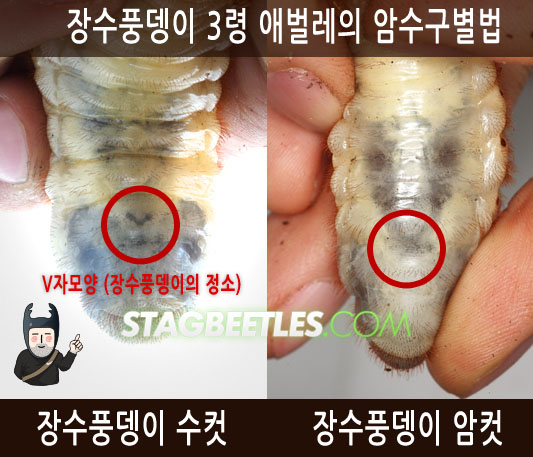 장수풍뎅이 3령 애벌레의 암수구별법
V자모양 (장수풍뎅이의 정소)
STAGBEETLES.COM
장수풍뎅이 수컷
장수풍뎅이 암컷